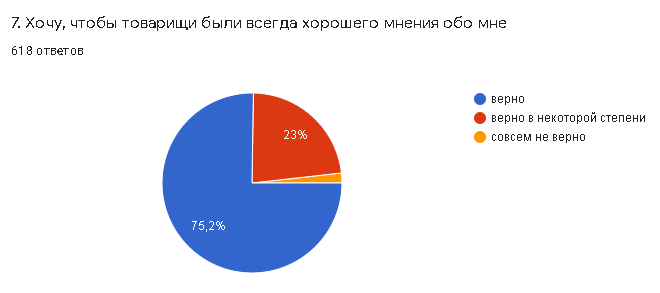 7. Хочу, чтобы товарищи были всегда хорошего мнения обо мне
618 ответов
верно
верно в некоторой степени
совсем не верно
23%
75,2%